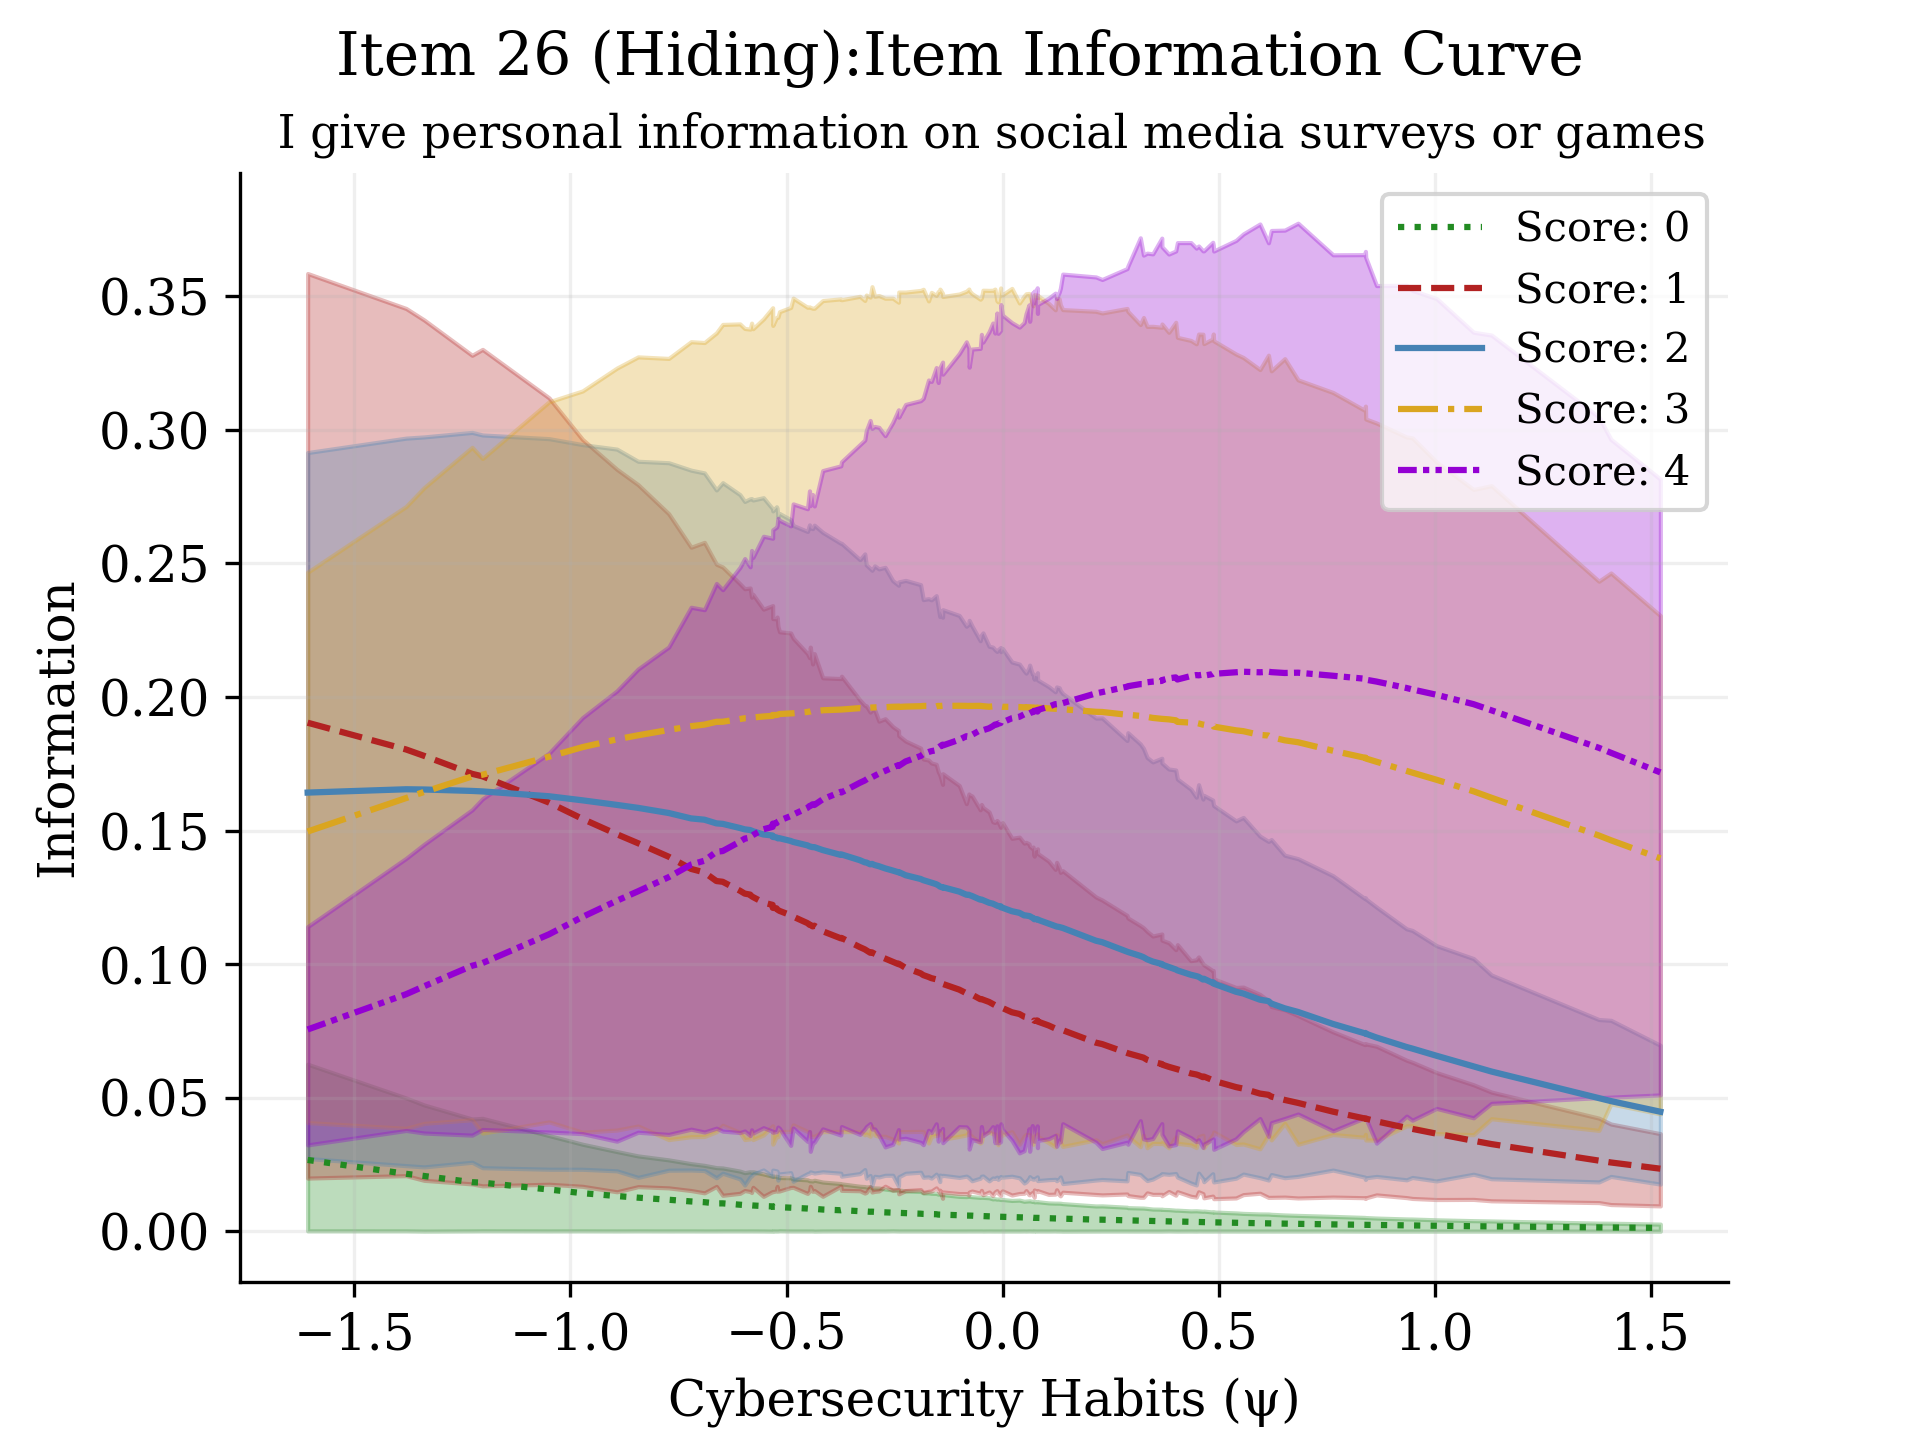 Item 26 (Hiding):Item Information Curve
I give personal information on social media surveys or games
Score: 0
Score: 1
Score: 2
Score: 3
Score: 4
Information
0.35
0.30
0.25
0.20
0.15
0.10
0.05
0.00
−1.5 −1.0 −0.5 0.0 0.5 1.0 1.5
Cybersecurity Habits (ψ)